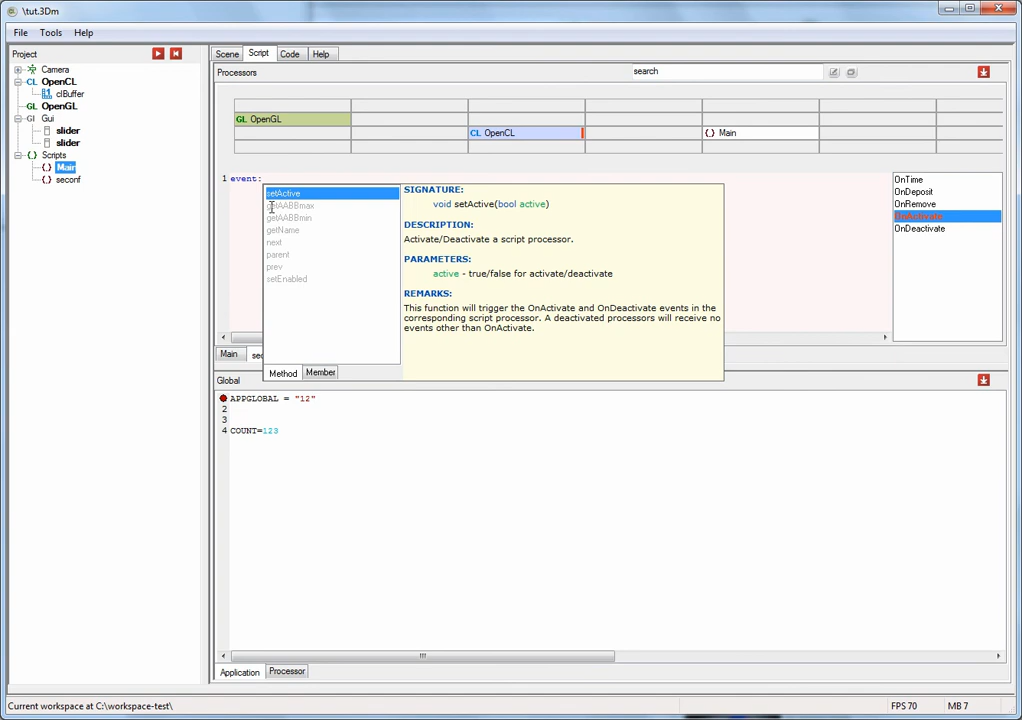 \tut.3Dm
File Tools Help
Project
Camera
CL OpenCL
clBuffer
GL OpenGL
Gui
slider
slider
Scripts
{} Main
{} seconf
Scene Script Code Help
Processors
search
GL OpenGL
CL OpenCL
{} Main
1 event:
setActive
getAABBmax
getAABBmin
getName
next
parent
prev
setEnabled
Method Member
SIGNATURE:
void setActive(bool active)
DESCRIPTION:
Activate/Deactivate a script processor.
PARAMETERS:
active - true/false for activate/deactivate
REMARKS:
This function will trigger the OnActivate and OnDeactivate events in the
corresponding script processor. A deactivated processors will receive no
events other than OnActivate.
OnTime
OnDeposit
OnRemove
OnActivate
OnDeactivate
Main
Global
APPGLOBAL = "12"
2
3
4 COUNT=123
Application Processor
Current workspace at C:\workspace-test\
FPS 70
MB 7